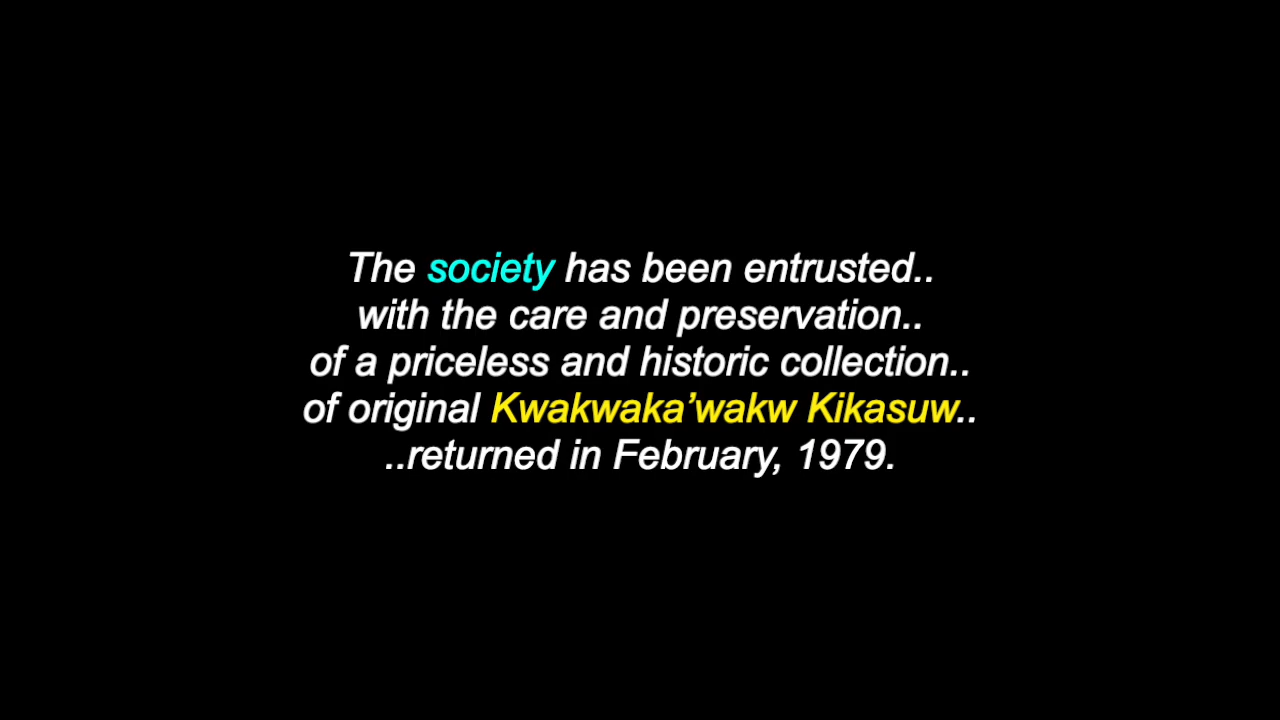 The society has been entrusted..
with the care and preservation..
of a priceless and historic collection..
of original Kwakwaka’wakw Kikasuw..
..returned in February, 1979.